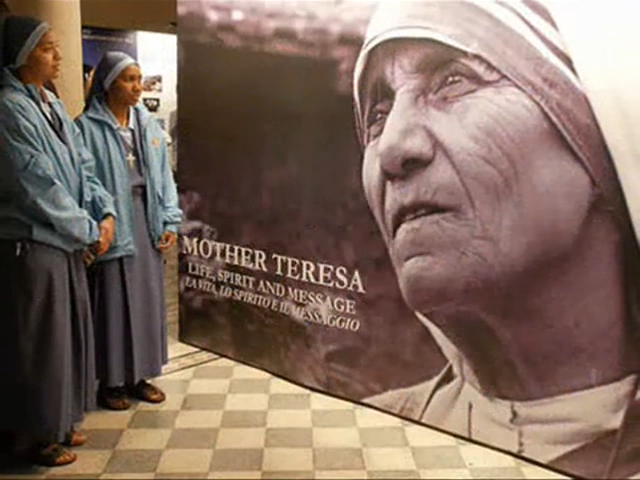 MOTHER TERESA
LIFE, SPIRIT AND MESSAGE
LA VITA, LO SPIRITO E IL MESSAGGIO